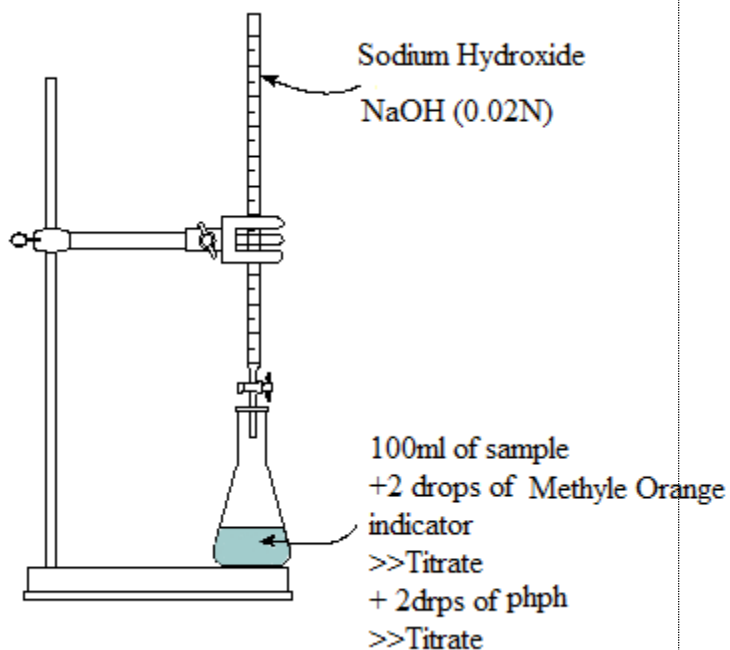 Sodium Hydroxide
NaOH (0.02N)
100ml of sample
+2 drops of Methyle Orange
indicator
>>Titrate
+ 2drps of phph
>>Titrate